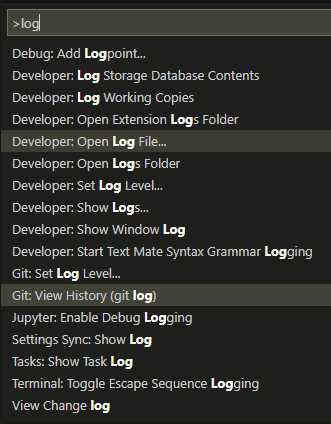 >log
Debug: Add Logpoint...
Developer: Log Storage Database Contents
Developer: Log Working Copies
Developer: Open Extension Logs Folder
Developer: Open Log File...
Developer: Open Logs Folder
Developer: Set Log Level...
Developer: Show Logs...
Developer: Show Window Log
Developer: Start Text Mate Syntax Grammar Logging
Git: Set Log Level...
Git: View History (git log)
Jupyter: Enable Debug Logging
Settings Sync: Show Log
Tasks: Show Task Log
Terminal: Toggle Escape Sequence Logging
View Change log